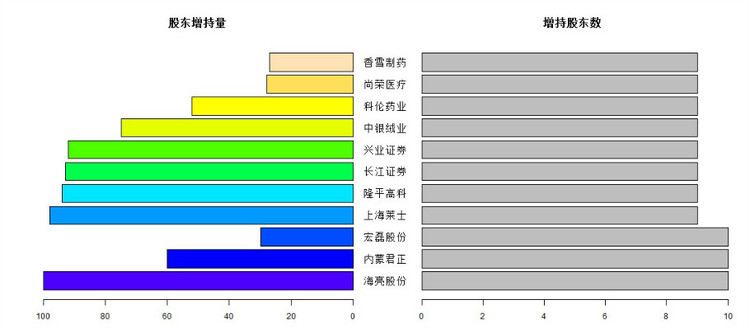 股东增持量 增持股东数
香雪制药
尚荣医疗
科伦药业
中银绒业
兴业证券
长江证券
隆平高科
上海莱士
宏磊股份
内蒙君正
海亮股份
100 80 60 40 20 0 0 2 4 6 8 10